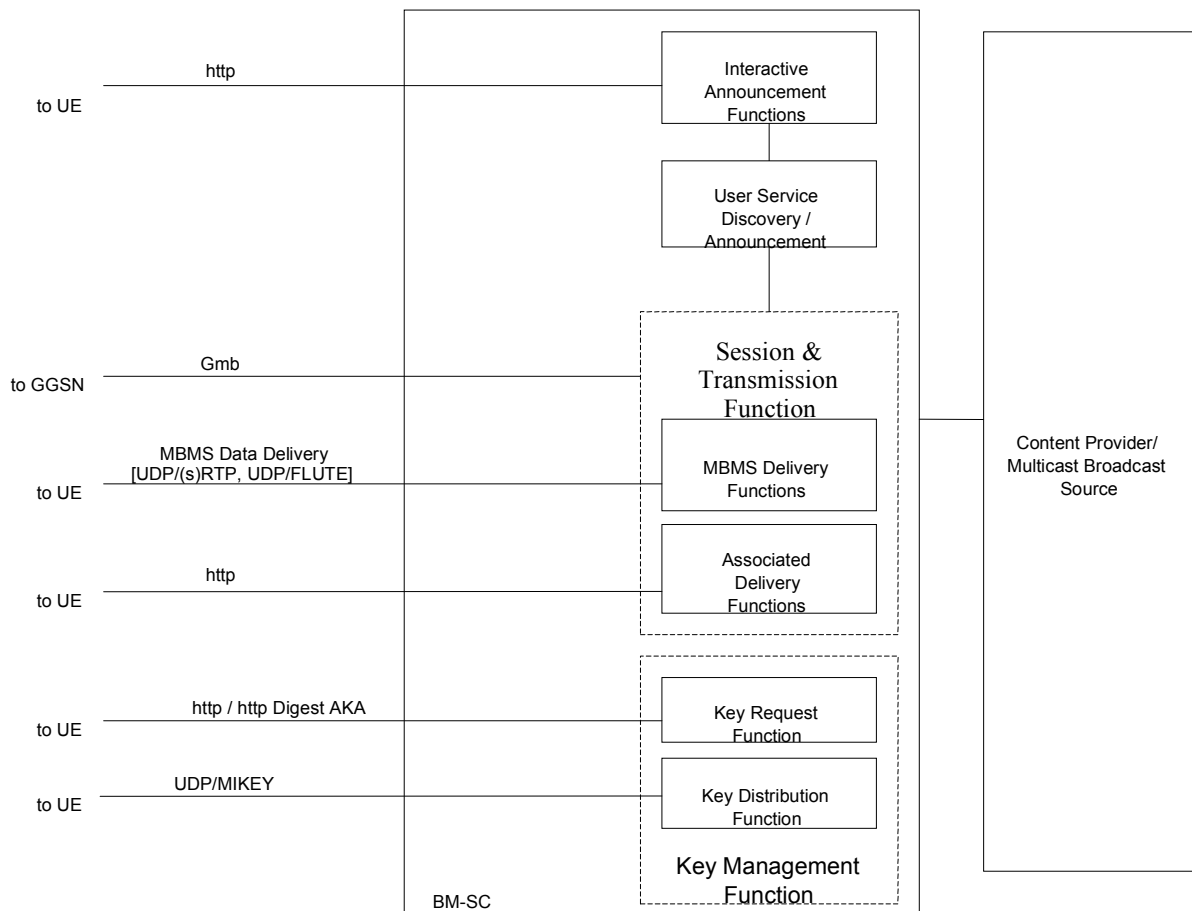 http
to UE
Interactive
Announcement
Functions
User Service
Discovery /
Announcement
Gmb
to GGSN
Session &
Transmission
Function
MBMS Data Delivery
[UDP/(s)RTP, UDP/FLUTE]
to UE
MBMS Delivery
Functions
http
to UE
Associated
Delivery
Functions
http / http Digest AKA
to UE
Key Request
Function
UDP/MIKEY
to UE
Key Distribution
Function
Key Management
Function
BM-SC
Content Provider/
Multicast Broadcast
Source